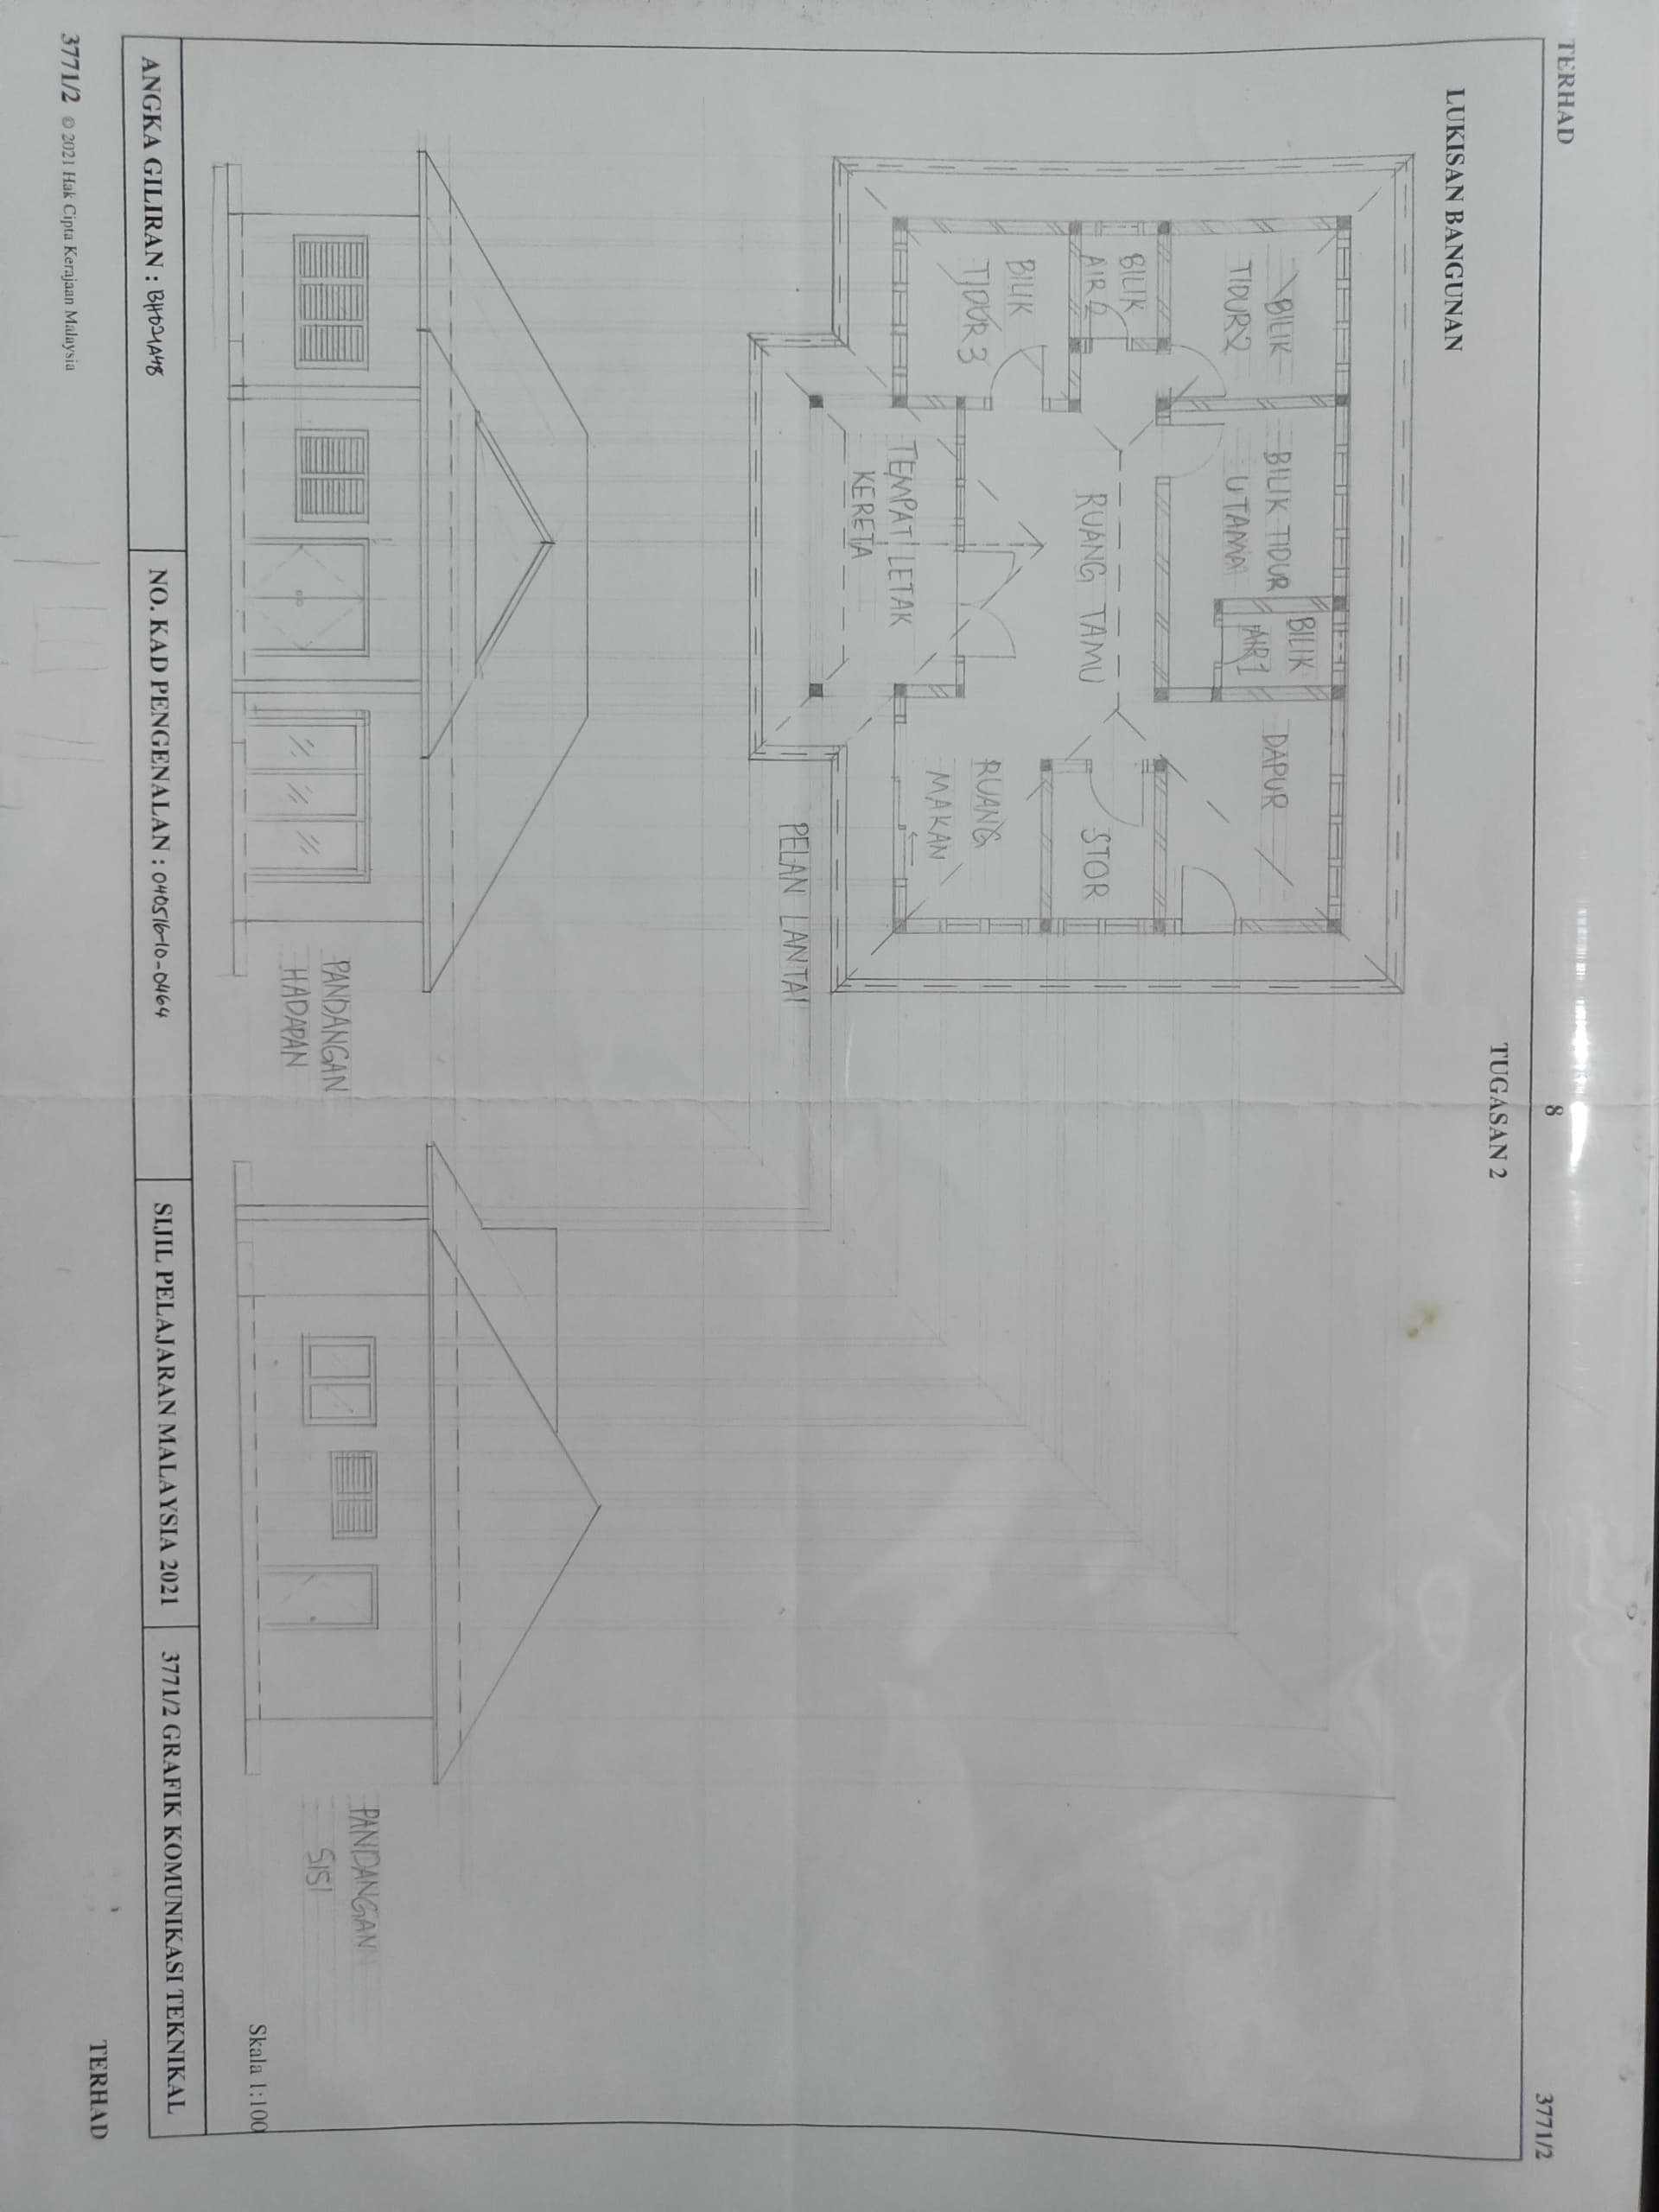 TERHAD
8
3771/2
TUGASAN 2
LUKISAN BANGUNAN
BILIK
TIDUR 2
BILIK TIDUR
UTAMA
BILIK
AIR 1
DAPUR
BILIK
AIR 2
RUANG TAMU
STOR
BILIK
TIDUR 3
RUANG
MAKAN
TEMPAT LETAK
KERETA
PELAN LANTAI
PANDANGAN
HADAPAN
PANDANGAN
SISI
Skala 1:100
ANGKA GILIRAN : BH021A48
NO. KAD PENGENALAN : 040516-10-0464
SIJIL PELAJARAN MALAYSIA 2021
3771/2 GRAFIK KOMUNIKASI TEKNIKAL
TERHAD
3771/2 © 2021 Hak Cipta Kerajaan Malaysia